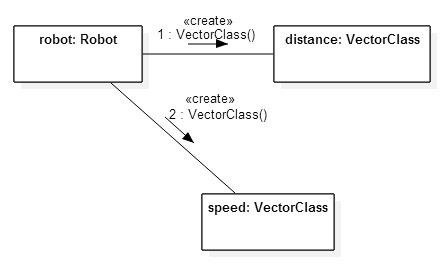 «create»
1 : VectorClass()
robot: Robot
distance: VectorClass
«create»
2 : VectorClass()
speed: VectorClass